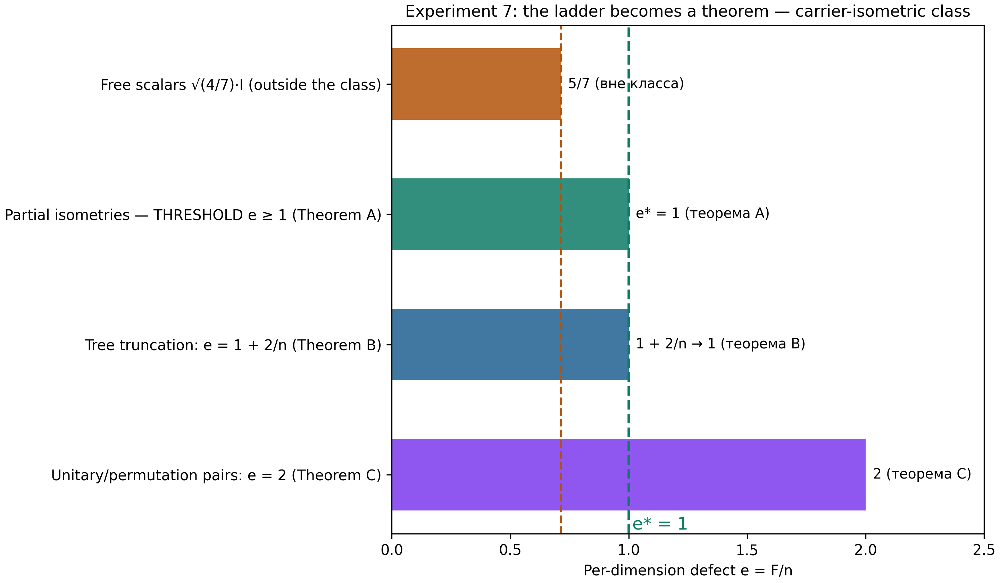 Experiment 7: the ladder becomes a theorem — carrier-isometric class
Free scalars √(4/7)·I (outside the class)
5/7 (вне класса)
Partial isometries — THRESHOLD e ≥ 1 (Theorem A)
e* = 1 (теорема A)
Tree truncation: e = 1 + 2/n (Theorem B)
1 + 2/n → 1 (теорема B)
Unitary/permutation pairs: e = 2 (Theorem C)
2 (теорема C)
e* = 1
0.0 0.5 1.0 1.5 2.0 2.5
Per-dimension defect e = F/n